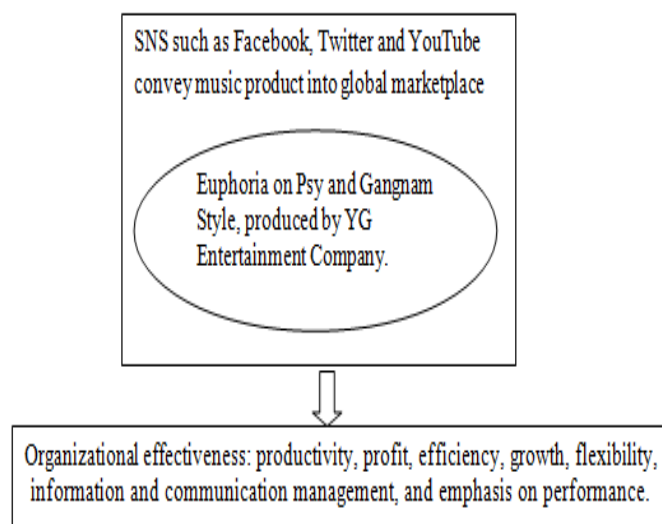 SNS such as Facebook, Twitter and YouTube
convey music product into global marketplace
Euphoria on Psy and Gangnam
Style, produced by YG
Entertainment Company.
Organizational effectiveness: productivity, profit, efficiency, growth, flexibility,
information and communication management, and emphasis on performance.